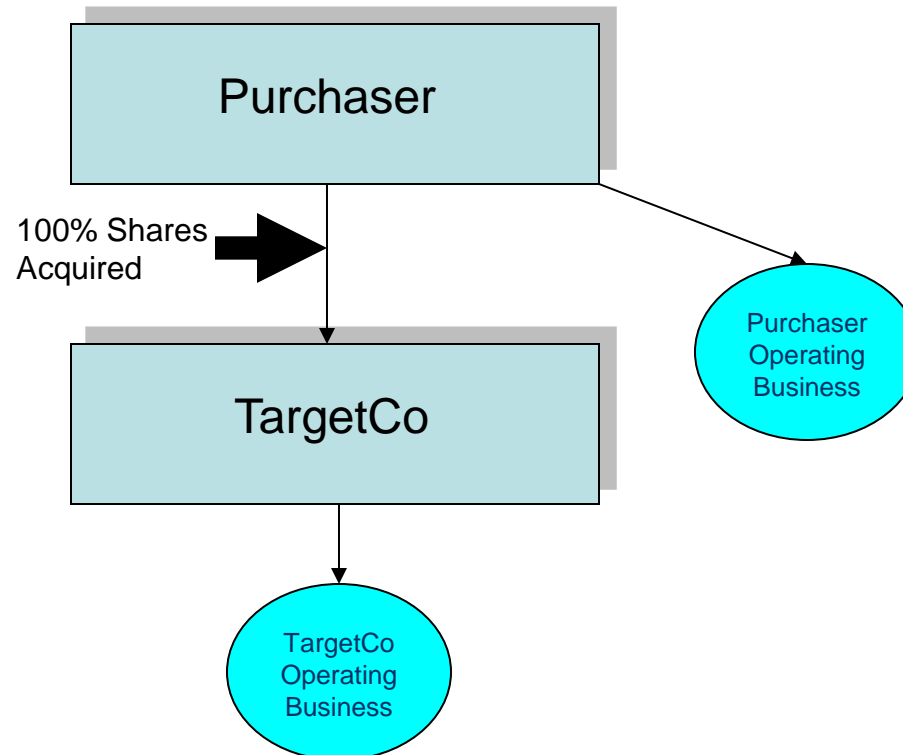 Purchaser
100% Shares
Acquired
Purchaser
Operating
Business
TargetCo
TargetCo
Operating
Business